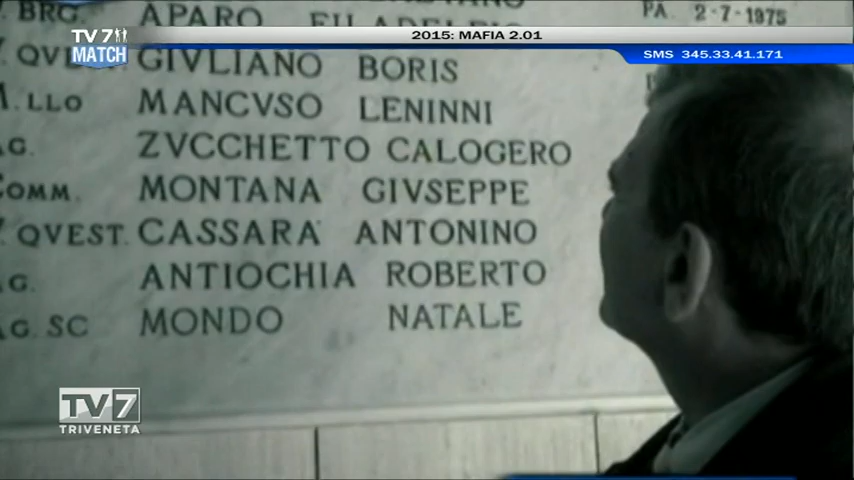 BRG. APARO FILADELFIO
PA 2-7-1975
TV7
MATCH
2015: MAFIA 2.01
SMS 345.33.41.171
GIVLIANO BORIS
M.LLO MANCVSO LENINNI
AG. ZVCCHETTO CALOGERO
COMM. MONTANA GIVSEPPE
V. QVEST. CASSARA' ANTONINO
AG. ANTIOCHIA ROBERTO
AG. SC MONDO NATALE
TV7
TRIVENETA